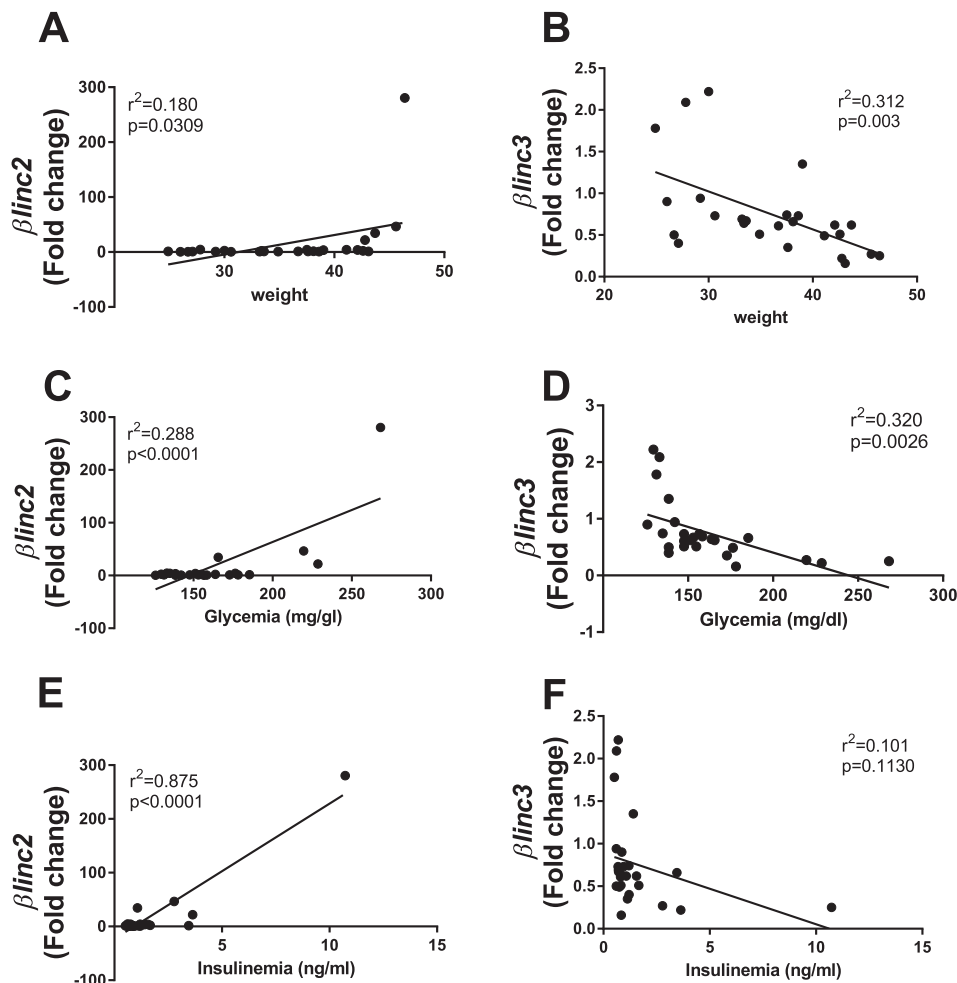 A
βlinc2
(Fold change)
300
200
100
0
-100
r²=0.180
p=0.0309
30
40
50
weight
B
βlinc3
(Fold change)
2.5
2.0
1.5
1.0
0.5
0.0
r²=0.312
p=0.003
20
30
40
50
weight
C
βlinc2
(Fold change)
300
200
100
0
-100
r²=0.288
p<0.0001
150
200
250
300
Glycemia (mg/gl)
D
βlinc3
(Fold change)
3
2
1
0
-1
r²=0.320
p=0.0026
150
200
250
300
Glycemia (mg/dl)
E
βlinc2
(Fold change)
300
200
100
0
-100
r²=0.875
p<0.0001
5
10
15
Insulinemia (ng/ml)
F
βlinc3
(Fold change)
2.5
2.0
1.5
1.0
0.5
0.0
r²=0.101
p=0.1130
0
5
10
15
Insulinemia (ng/ml)